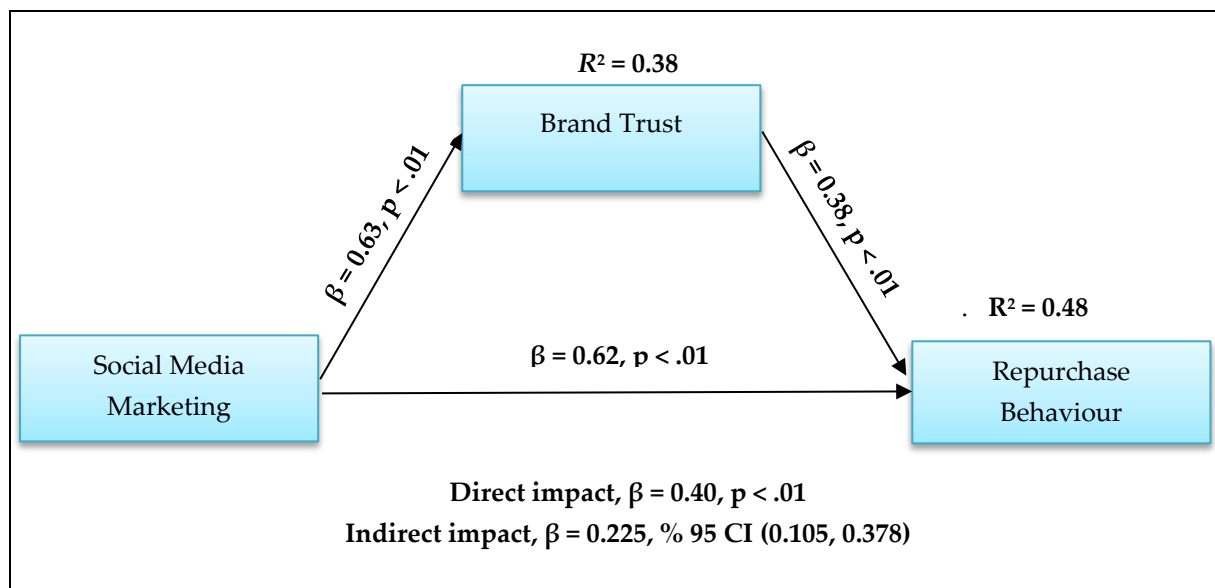 R² = 0.38
Brand Trust
β = 0.63, p < .01
β = 0.38, p < .01
. R² = 0.48
β = 0.62, p < .01
Social Media
Marketing
Repurchase
Behaviour
Direct impact, β = 0.40, p < .01
Indirect impact, β = 0.225, % 95 CI (0.105, 0.378)